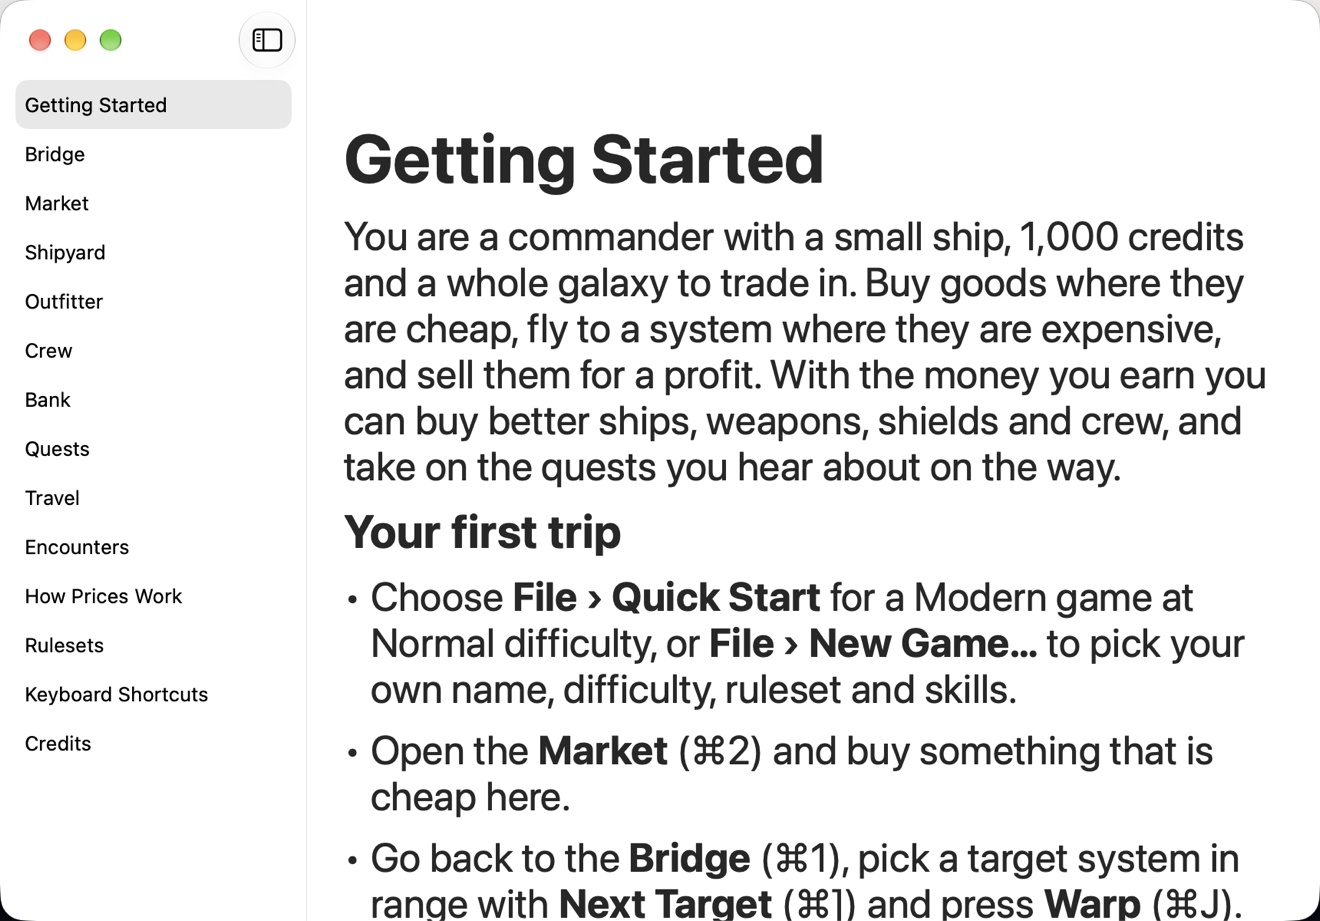 Getting Started
Bridge
Market
Shipyard
Outfitter
Crew
Bank
Quests
Travel
Encounters
How Prices Work
Rulesets
Keyboard Shortcuts
Credits
Getting Started
You are a commander with a small ship, 1,000 credits
and a whole galaxy to trade in. Buy goods where they
are cheap, fly to a system where they are expensive,
and sell them for a profit. With the money you earn you
can buy better ships, weapons, shields and crew, and
take on the quests you hear about on the way.
Your first trip
• Choose File › Quick Start for a Modern game at
Normal difficulty, or File › New Game… to pick your
own name, difficulty, ruleset and skills.
• Open the Market (⌘2) and buy something that is
cheap here.
• Go back to the Bridge (⌘1), pick a target system in
range with Next Target (⌘]) and press Warp (⌘J).